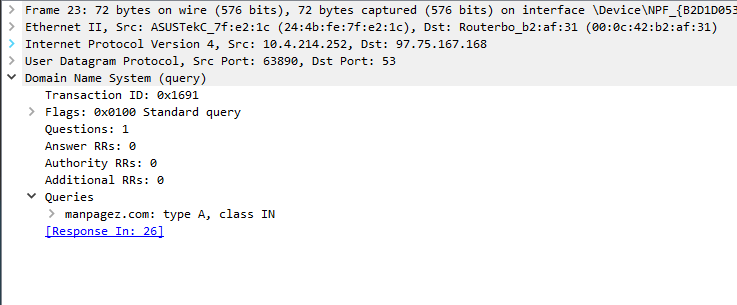 Frame 23: 72 bytes on wire (576 bits), 72 bytes captured (576 bits) on interface \Device\NPF_{B2D1D053
Ethernet II, Src: ASUSTekC_7f:e2:1c (24:4b:fe:7f:e2:1c), Dst: Routerbo_b2:af:31 (00:0c:42:b2:af:31)
Internet Protocol Version 4, Src: 10.4.214.252, Dst: 97.75.167.168
User Datagram Protocol, Src Port: 63890, Dst Port: 53
Domain Name System (query)
Transaction ID: 0x1691
Flags: 0x0100 Standard query
Questions: 1
Answer RRs: 0
Authority RRs: 0
Additional RRs: 0
Queries
manpagez.com: type A, class IN
[Response In: 26]